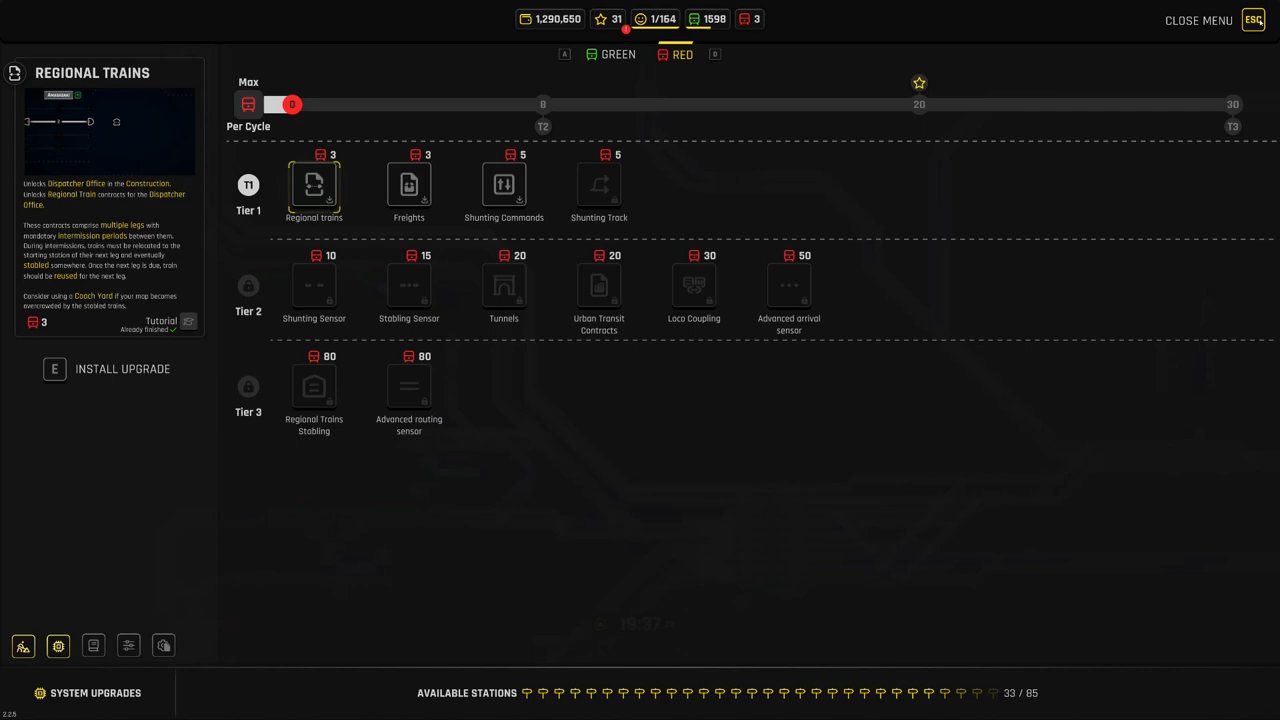 1,290,650
31
1/164
1598
3
CLOSE MENU
ESC
A
GREEN
RED
D
REGIONAL TRAINS
Unlocks Dispatcher Office in the Construction.
Unlocks Regional Train contracts for the Dispatcher
Office.
These contracts comprise multiple legs with
mandatory intermission periods between them.
During intermissions, trains must be relocated to the
starting station of their next leg and eventually
stabled somewhere. Once the next leg is due, train
should be reused for the next leg.
Consider using a Coach Yard if your map becomes
overcrowded by the stabled trains.
3
Tutorial
Already finished
E
INSTALL UPGRADE
Max
Per Cycle
0
8
20
30
T2
T3
T1
Tier 1
3
3
5
5
Regional trains
Freights
Shunting Commands
Shunting Track
Tier 2
10
15
20
20
30
50
Shunting Sensor
Stabling Sensor
Tunnels
Urban Transit
Contracts
Loco Coupling
Advanced arrival
sensor
Tier 3
80
80
Regional Trains
Stabling
Advanced routing
sensor
19:37
SYSTEM UPGRADES
AVAILABLE STATIONS
33 / 85
2.2.5